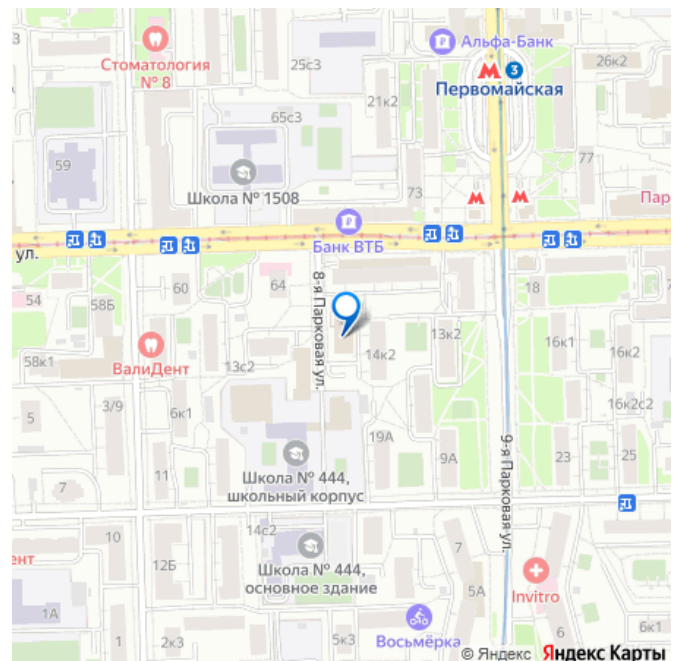 Альфа-Банк
Стоматология
№ 8
25с3
3
26к2
Первомайская
21к2
65с3
59
77
Школа № 1508
73
Пар
Банк ВТБ
ул.
54
58Б
60
64
8-я Парковая ул.
18
13к2
16к1
16к2
58к1
ВалиДент
13с2
14к2
3/9
5
6к1
16к2с2
19А
9А
23
25
11
Школа № 444,
школьный корпус
7
9-я Парковая ул.
10
14с2
ент
12Б
Школа № 444,
основное здание
7
5А
Invitro
1А
1
2к3
5к3
Восьмёрка
6
6к1
© Яндекс Яндекс Карты